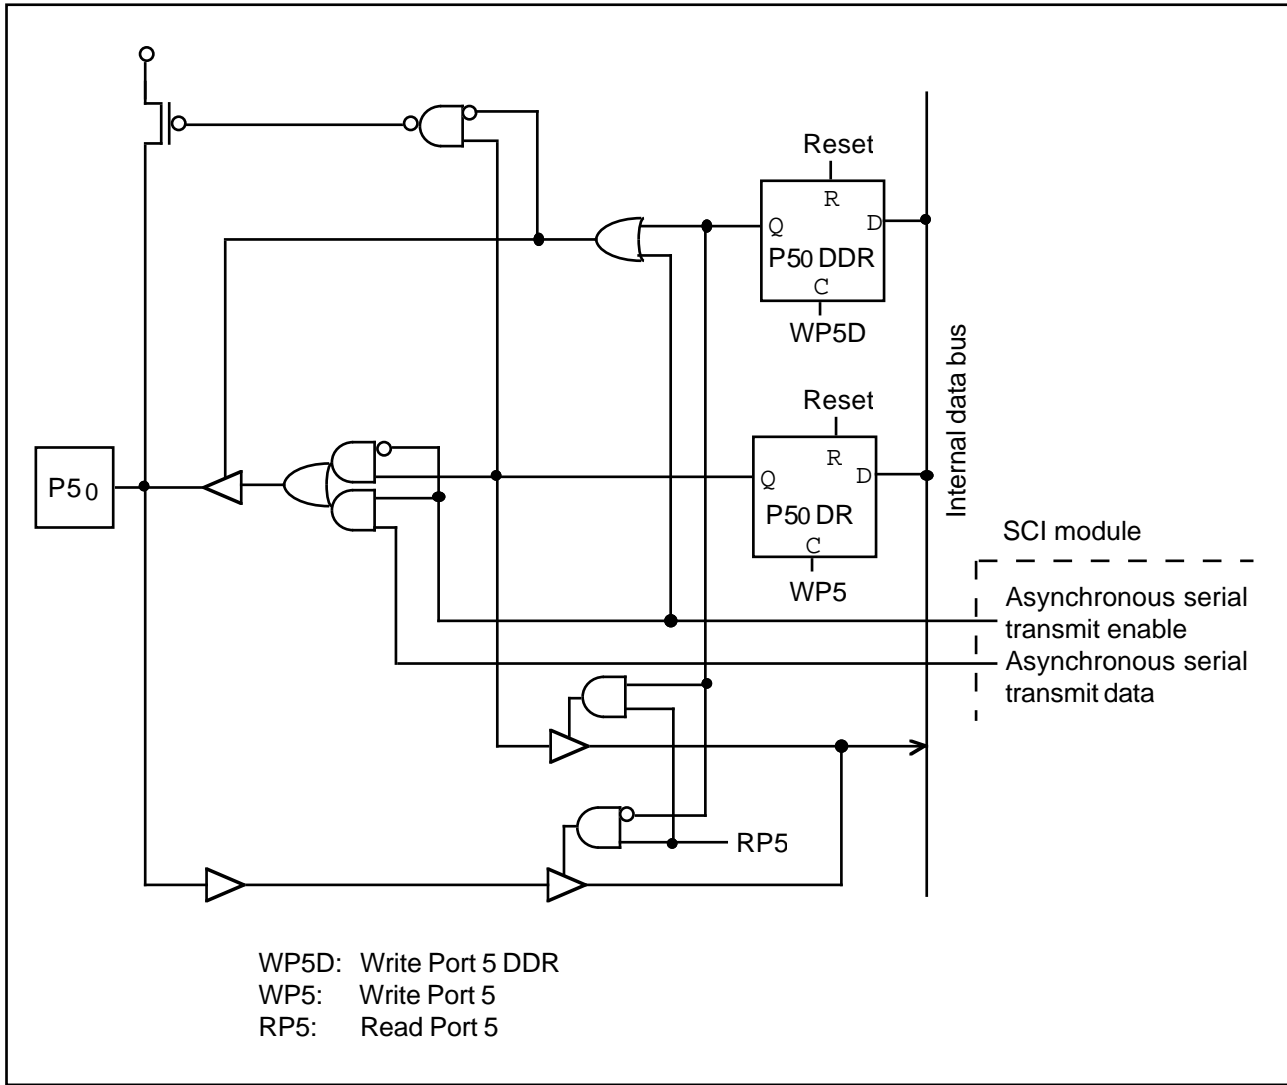 Reset
R
Q
D
P50 DDR
C
WP5D
Internal data bus
Reset
R
Q
D
P50 DR
C
WP5
P50
SCI module
Asynchronous serial
transmit enable
Asynchronous serial
transmit data
RP5
WP5D: Write Port 5 DDR
WP5: Write Port 5
RP5: Read Port 5